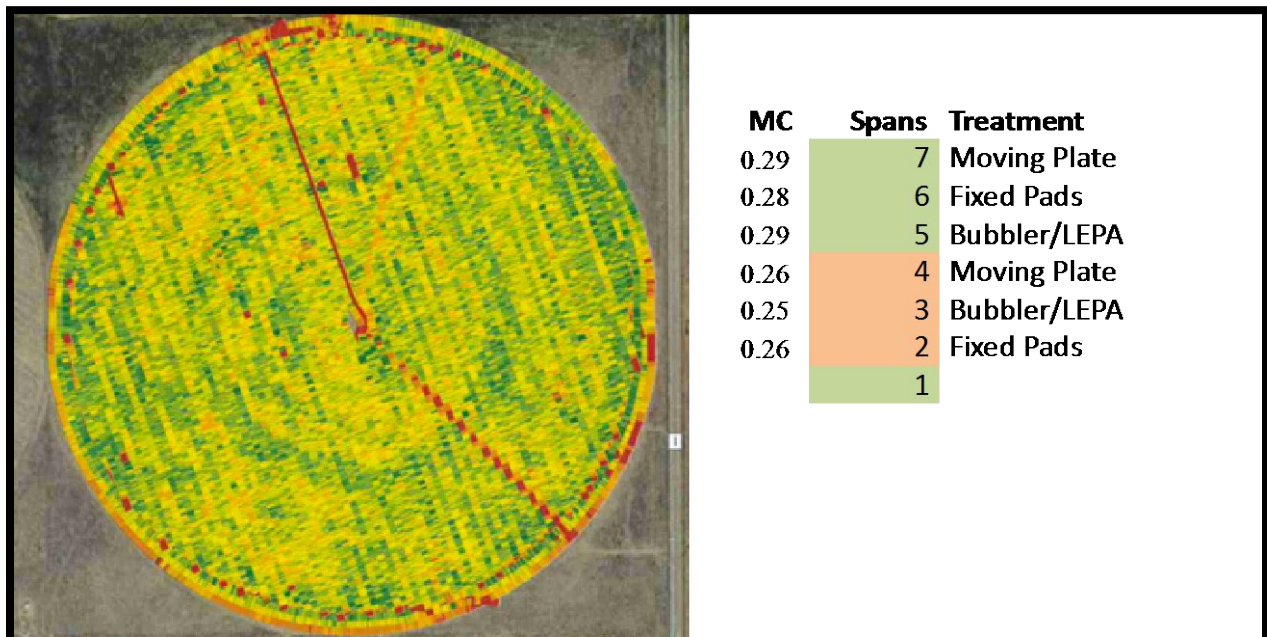 MC Spans Treatment
0.29 7 Moving Plate
0.28 6 Fixed Pads
0.29 5 Bubbler/LEPA
0.26 4 Moving Plate
0.25 3 Bubbler/LEPA
0.26 2 Fixed Pads
1